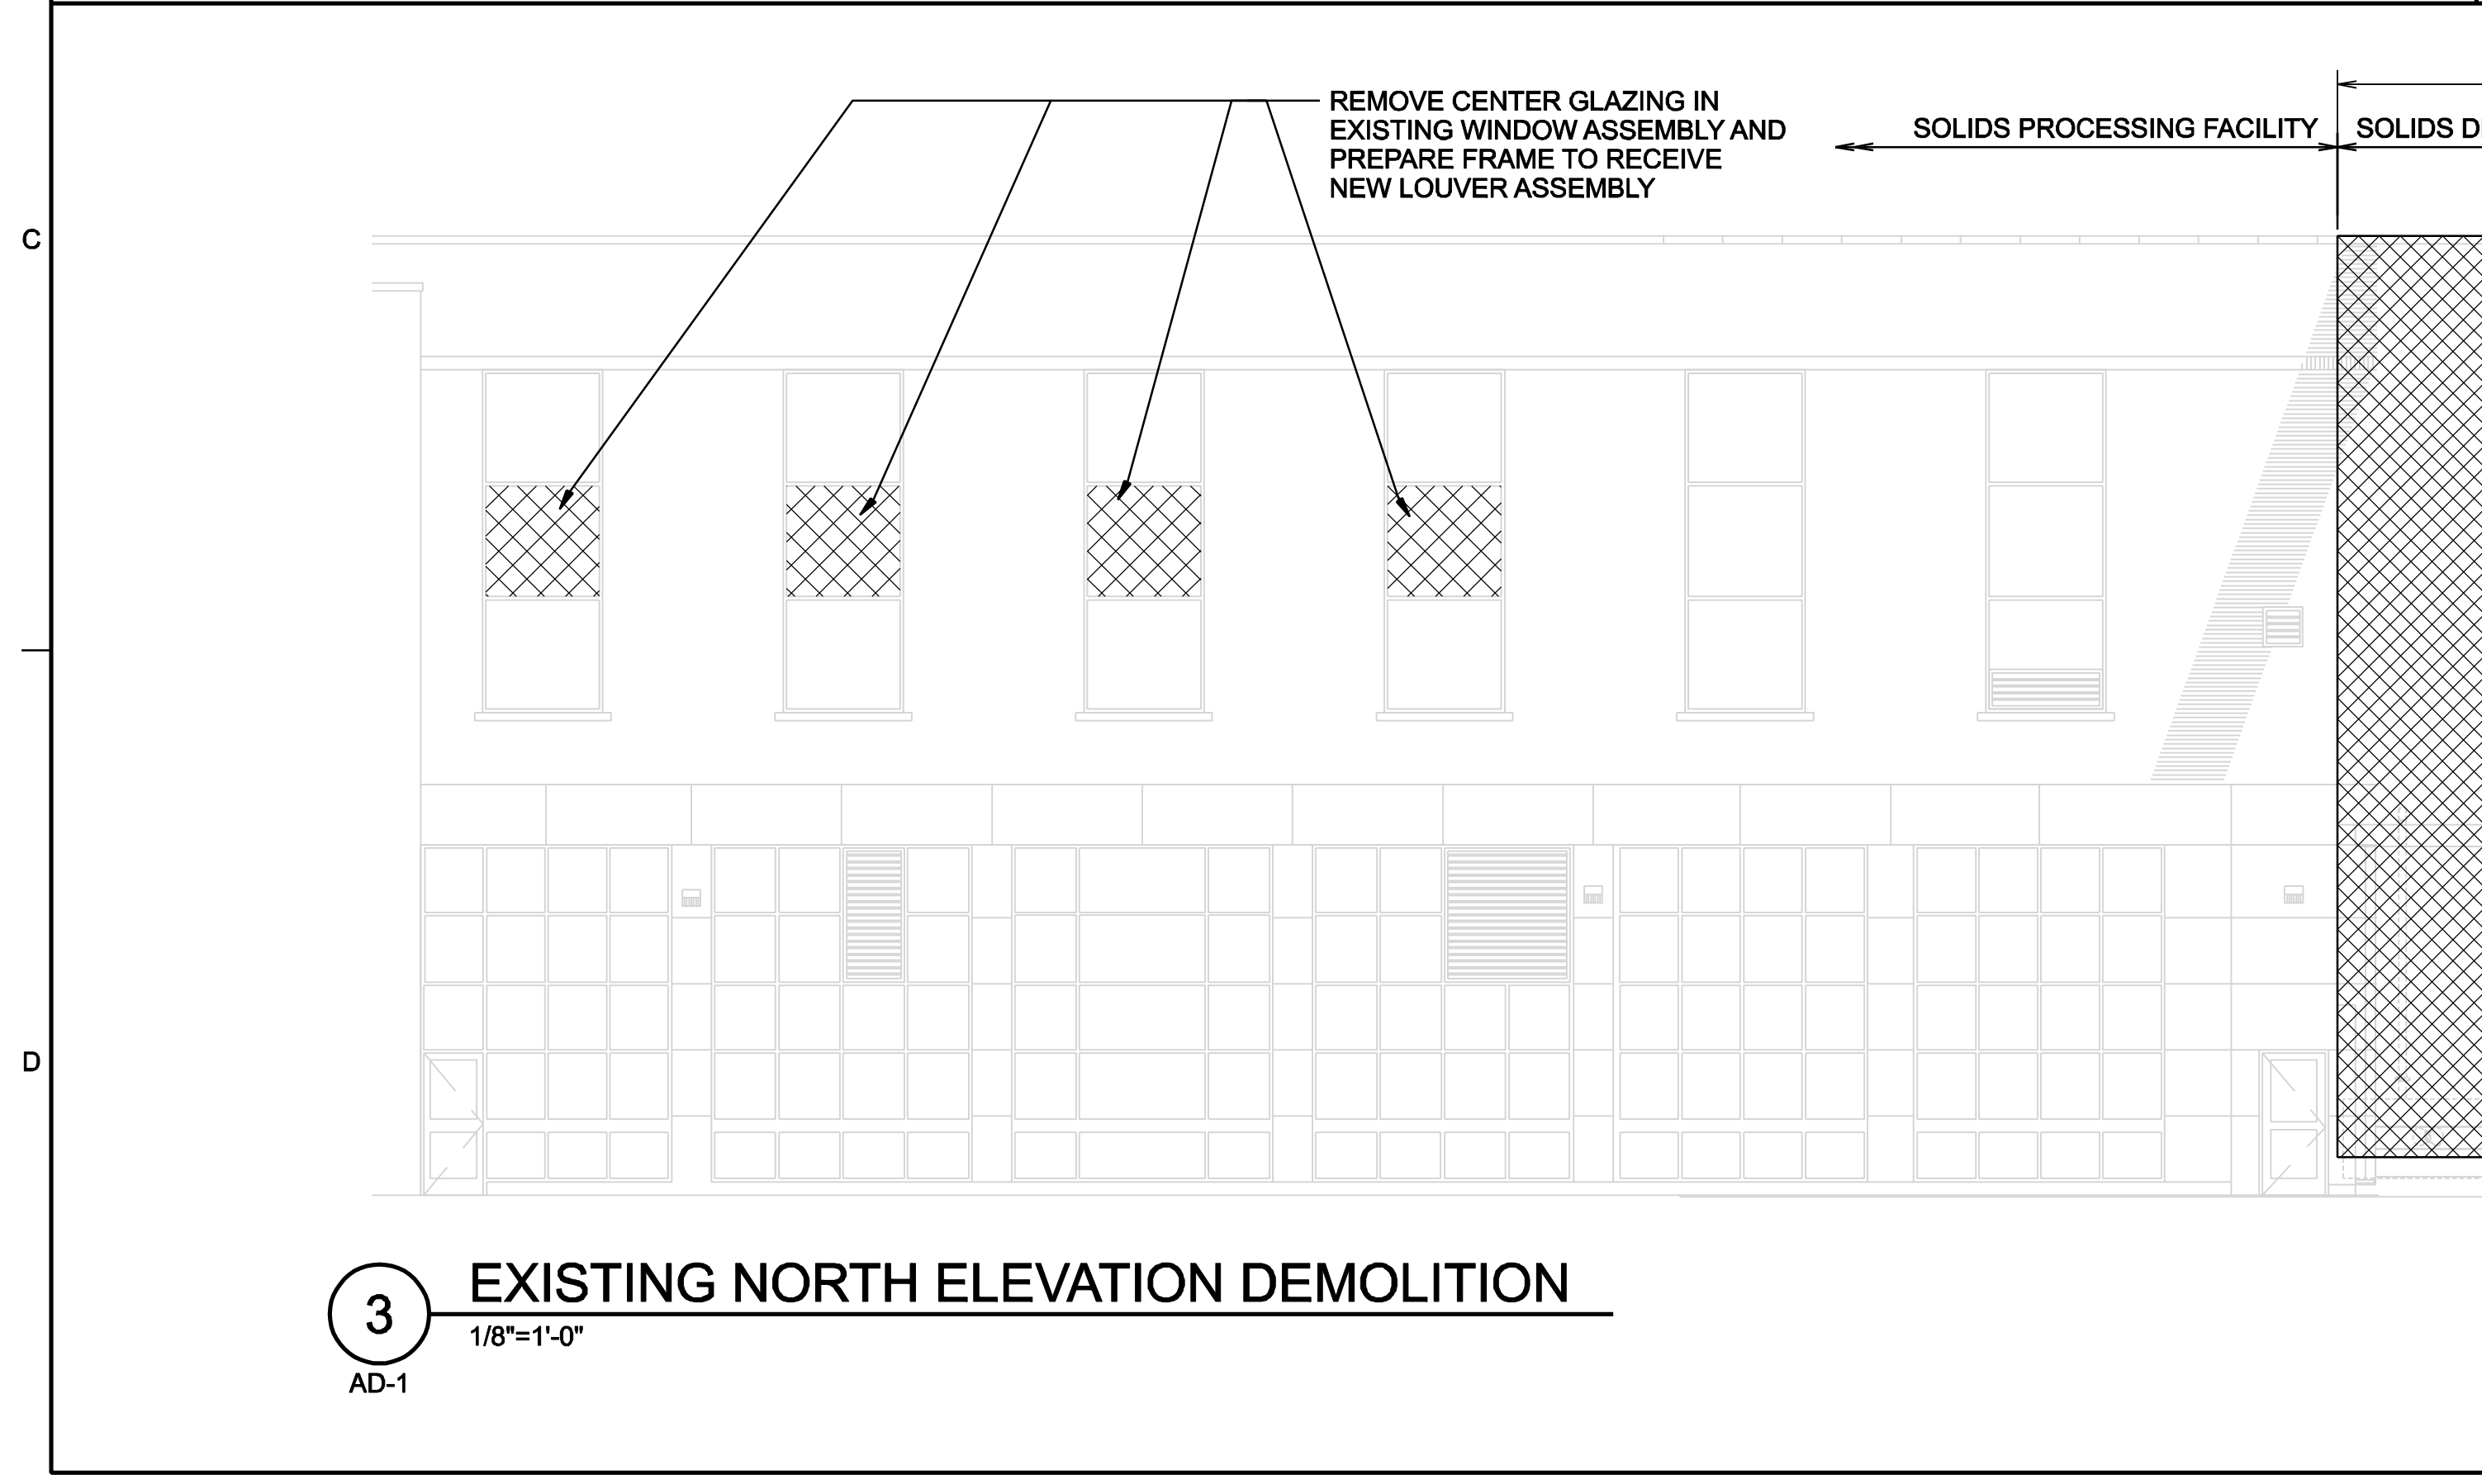 REMOVE CENTER GLAZING IN
EXISTING WINDOW ASSEMBLY AND
PREPARE FRAME TO RECEIVE
NEW LOUVER ASSEMBLY
SOLIDS PROCESSING FACILITY
SOLIDS
C
D
EXISTING NORTH ELEVATION DEMOLITION
3
1/8"=1'-0"
AD-1